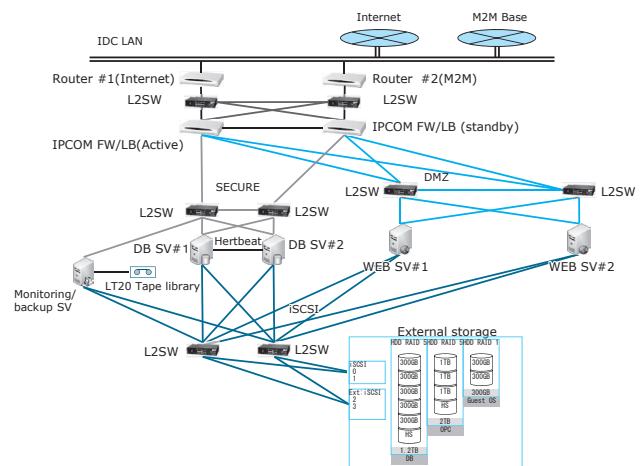 Internet
M2M Base
IDC LAN
Router #1(Internet)
Router #2(M2M)
L2SW
L2SW
IPCOM FW/LB(Active)
IPCOM FW/LB (standby)
SECURE
DMZ
L2SW
L2SW
L2SW
L2SW
DB SV#1
Hertbeat
DB SV#2
WEB SV#1
WEB SV#2
Monitoring/
backup SV
LT20 Tape library
iSCSI
L2SW
L2SW
External storage
HDD RAID 5
HDD RAID 5
HDD RAID 1
iSCSI
0
1
Ext:iSCSI
2
3
300GB
300GB
300GB
300GB
300GB
HS
1.2TB
DB
1TB
1TB
1TB
HS
2TB
OPC
300GB
300GB
300GB
Guest OS